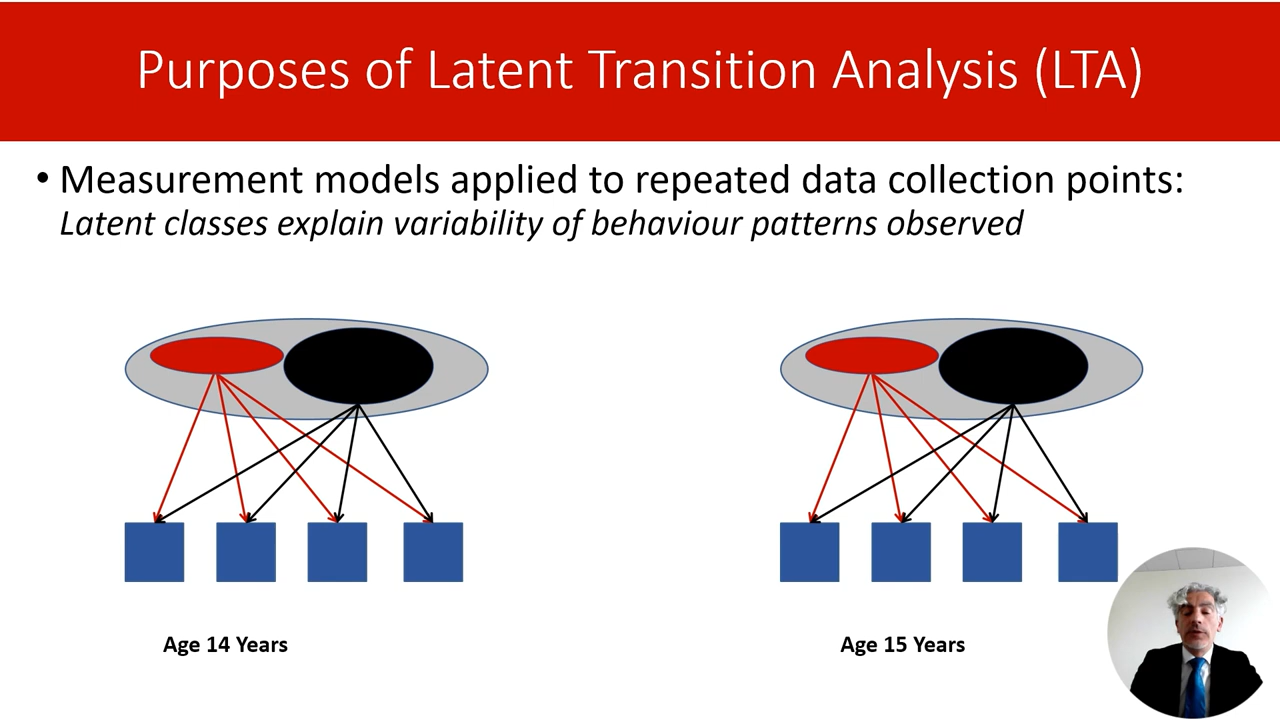 Purposes of Latent Transition Analysis (LTA)
• Measurement models applied to repeated data collection points:
Latent classes explain variability of behaviour patterns observed
Age 14 Years
Age 15 Years